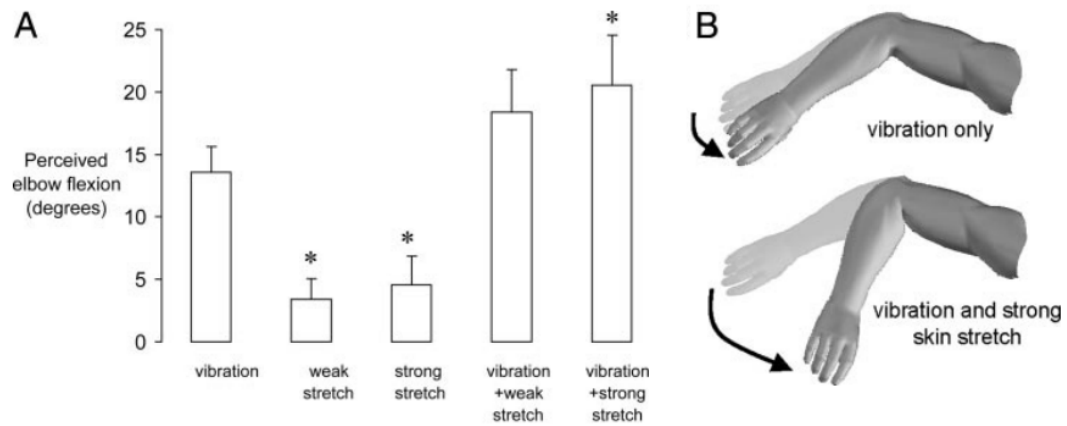 A
25
20
15
10
5
0
Perceived
elbow flexion
(degrees)
*
*
*
vibration
weak
stretch
strong
stretch
vibration
+weak
stretch
vibration
+strong
stretch
B
vibration only
vibration and strong
skin stretch